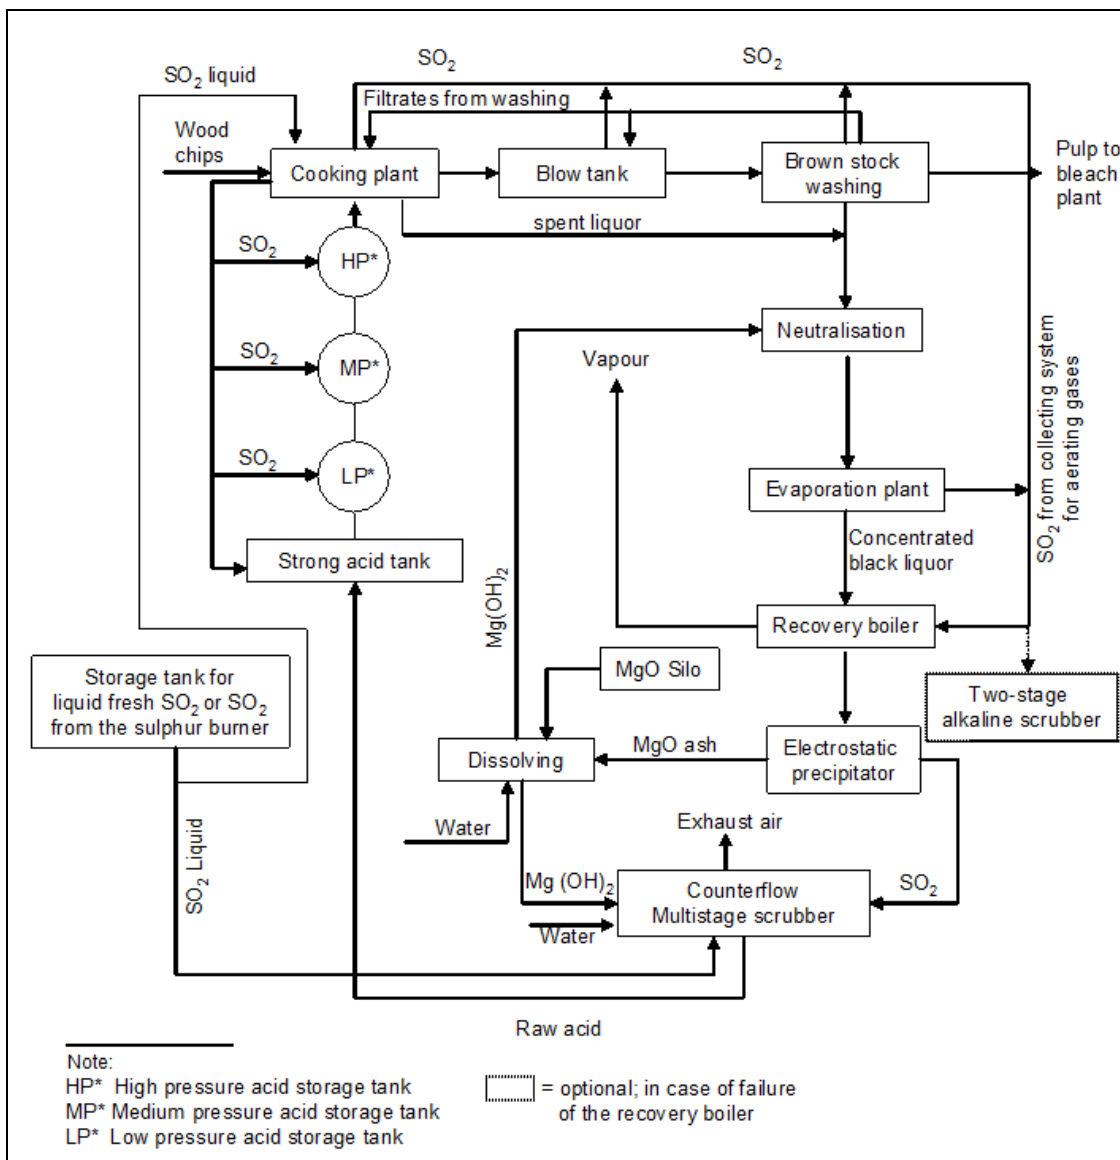 SO2
SO2
SO2 liquid
Filtrates from washing
Wood
chips
Cooking plant
Blow tank
Brown stock
washing
Pulp to
bleach
plant
spent liquor
SO2
HP*
Neutralisation
Vapour
SO2
MP*
SO2 from collecting system
for aerating gases
SO2
LP*
Evaporation plant
Concentrated
black liquor
Strong acid tank
Mg(OH)2
Recovery boiler
MgO Silo
Storage tank for
liquid fresh SO2 or SO2
from the sulphur burner
Two-stage
alkaline scrubber
MgO ash
Electrostatic
precipitator
Dissolving
Water
Exhaust air
SO2 Liquid
Mg (OH)2
Counterflow
Multistage scrubber
SO2
Water
Raw acid
Note:
HP* High pressure acid storage tank
MP* Medium pressure acid storage tank
LP* Low pressure acid storage tank
= optional; in case of failure
of the recovery boiler